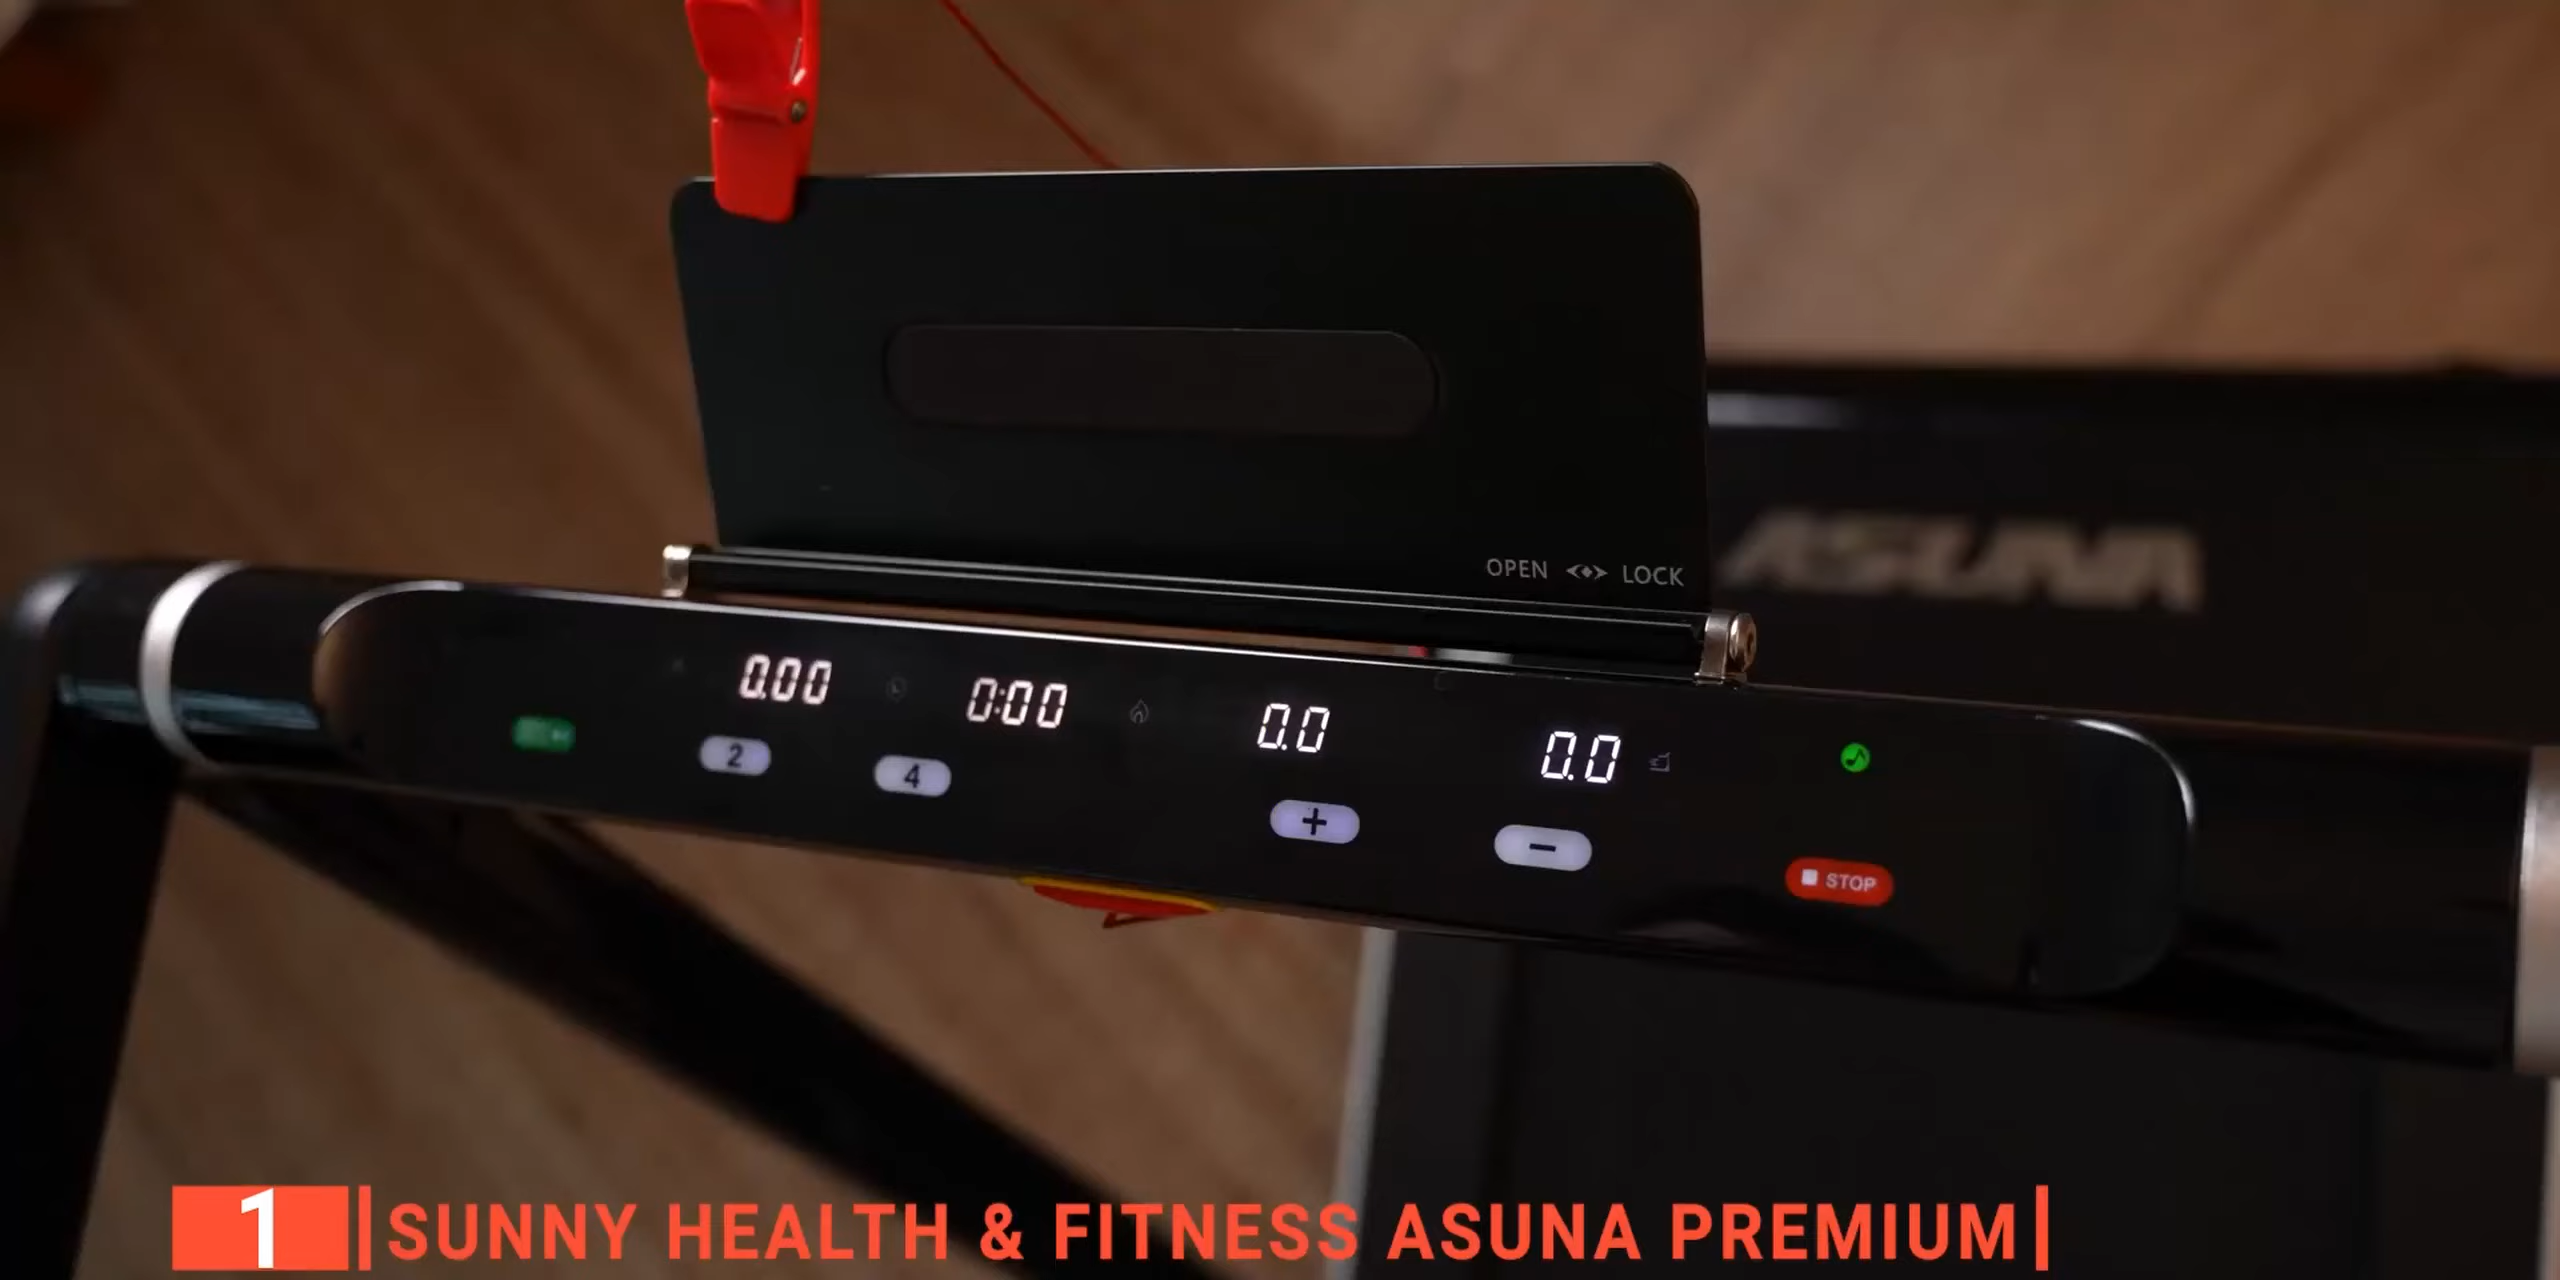 OPEN <•> LOCK
ASUNA
0.00 0:00 0.0 0.0
2 4 + −
STOP
1 SUNNY HEALTH & FITNESS ASUNA PREMIUM